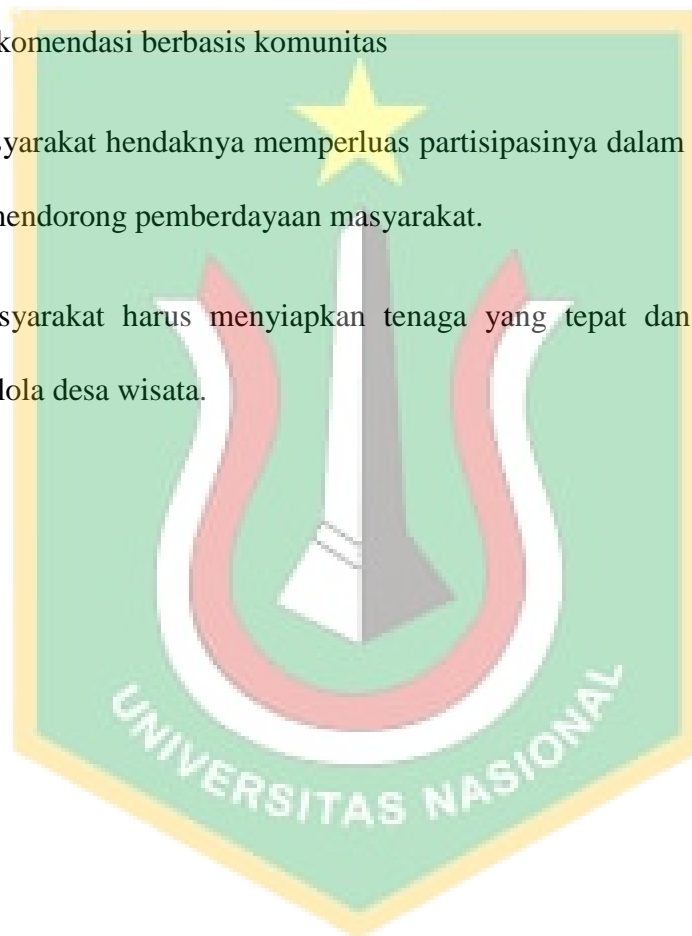 komendasi berbasis komunitas
syarakat hendaknya memperluas partisipasinya dalam
mendorong pemberdayaan masyarakat.
syarakat harus menyiapkan tenaga yang tepat dan
lola desa wisata.
UNIVERSITAS NASIONAL